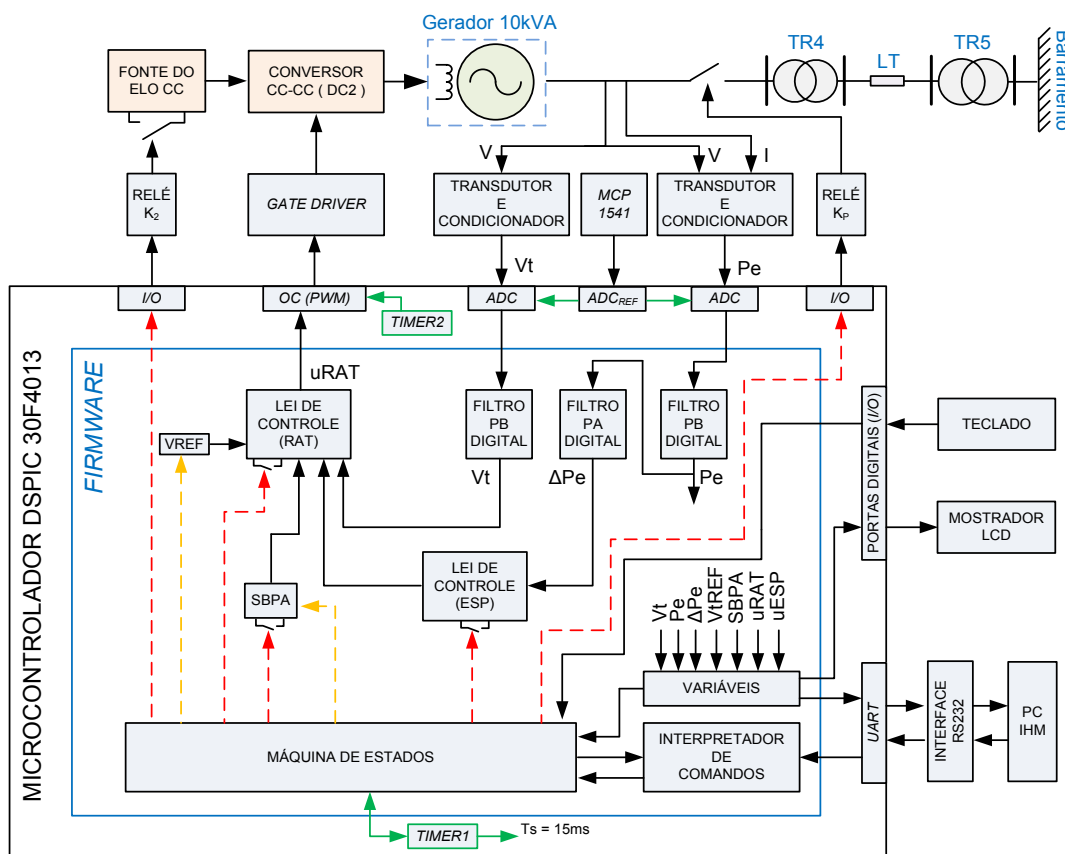 Gerador 10kVA
TR4
LT
TR5
Barramento
FONTE DO
ELO CC
CONVERSOR
CC-CC ( DC2 )
V
V
I
RELÉ
K2
GATE DRIVER
TRANSDUTOR
E
CONDICIONADOR
MCP
1541
TRANSDUTOR
E
CONDICIONADOR
RELÉ
KP
Vt
Pe
I/O
OC (PWM)
ADC
ADCREF
ADC
I/O
TIMER2
MICROCONTROLADOR DSPIC 30F4013
FIRMWARE
uRAT
LEI DE
CONTROLE
(RAT)
VREF
FILTRO
PB
DIGITAL
FILTRO
PA
DIGITAL
FILTRO
PB
DIGITAL
Vt
ΔPe
Pe
PORTAS DIGITAIS (I/O)
TECLADO
MOSTRADOR
LCD
SBPA
LEI DE
CONTROLE
(ESP)
Vt
Pe
ΔPe
VtREF
SBPA
uRAT
uESP
VARIÁVEIS
UART
INTERFACE
RS232
PC
IHM
MÁQUINA DE ESTADOS
INTERPRETADOR
DE
COMANDOS
TIMER1
Ts = 15ms